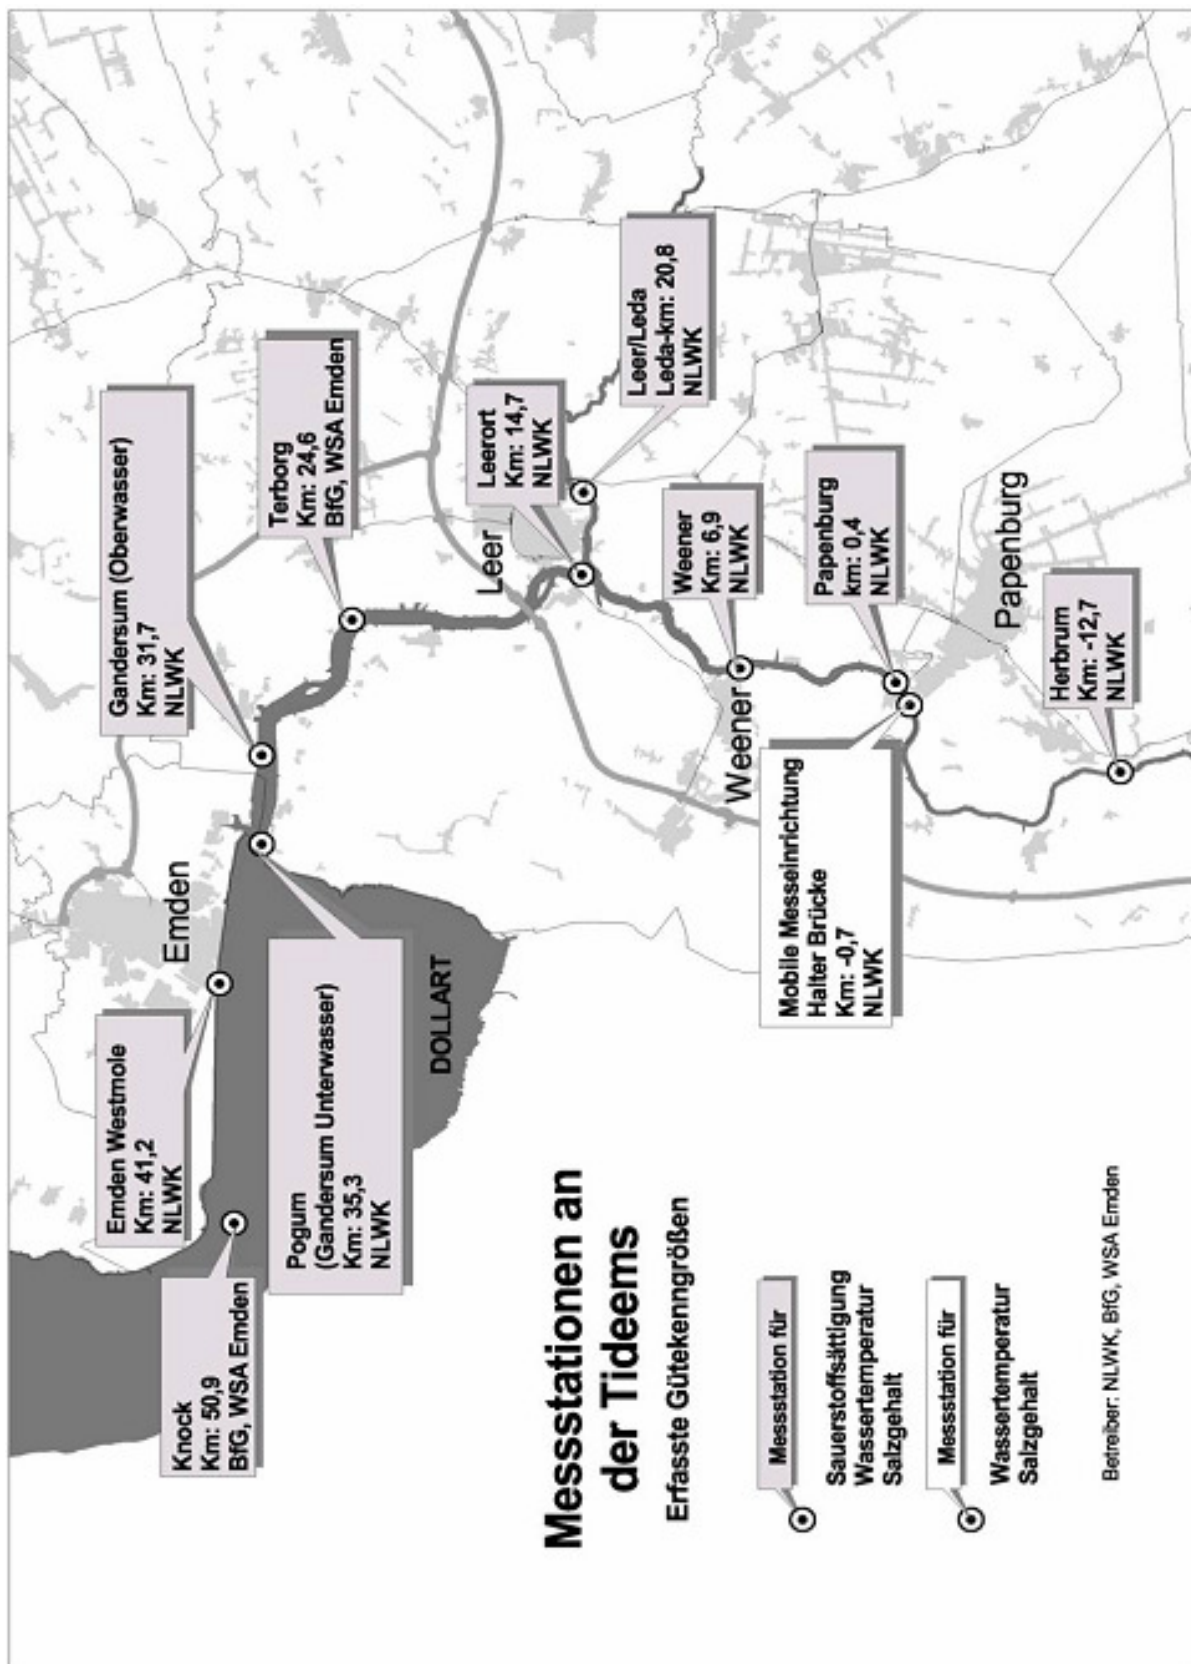 Messstationen an
der Tideems
Erfasste Gütekenngrößen
Messstation für
Sauerstoffsättigung
Wassertemperatur
Salzgehalt
Messstation für
Wassertemperatur
Salzgehalt
Betreiber: NLWK, BfG, WSA Emden
Knock
Km: 50,9
BfG, WSA Emden
Emden Westmole
Km: 41,2
NLWK
Pogum
(Gandersum Unterwasser)
Km: 35,3
NLWK
Emden
DOLLART
Gandersum (Oberwasser)
Km: 31,7
NLWK
Terborg
Km: 24,6
BfG, WSA Emden
Leer
Leerort
Km: 14,7
NLWK
Leer/Leda
Leda-km: 20,8
NLWK
Weener
Weener
Km: 6,9
NLWK
Mobile Messeinrichtung
Halter Brücke
Km: -0,7
NLWK
Papenburg
km: 0,4
NLWK
Papenburg
Herbrum
Km: -12,7
NLWK